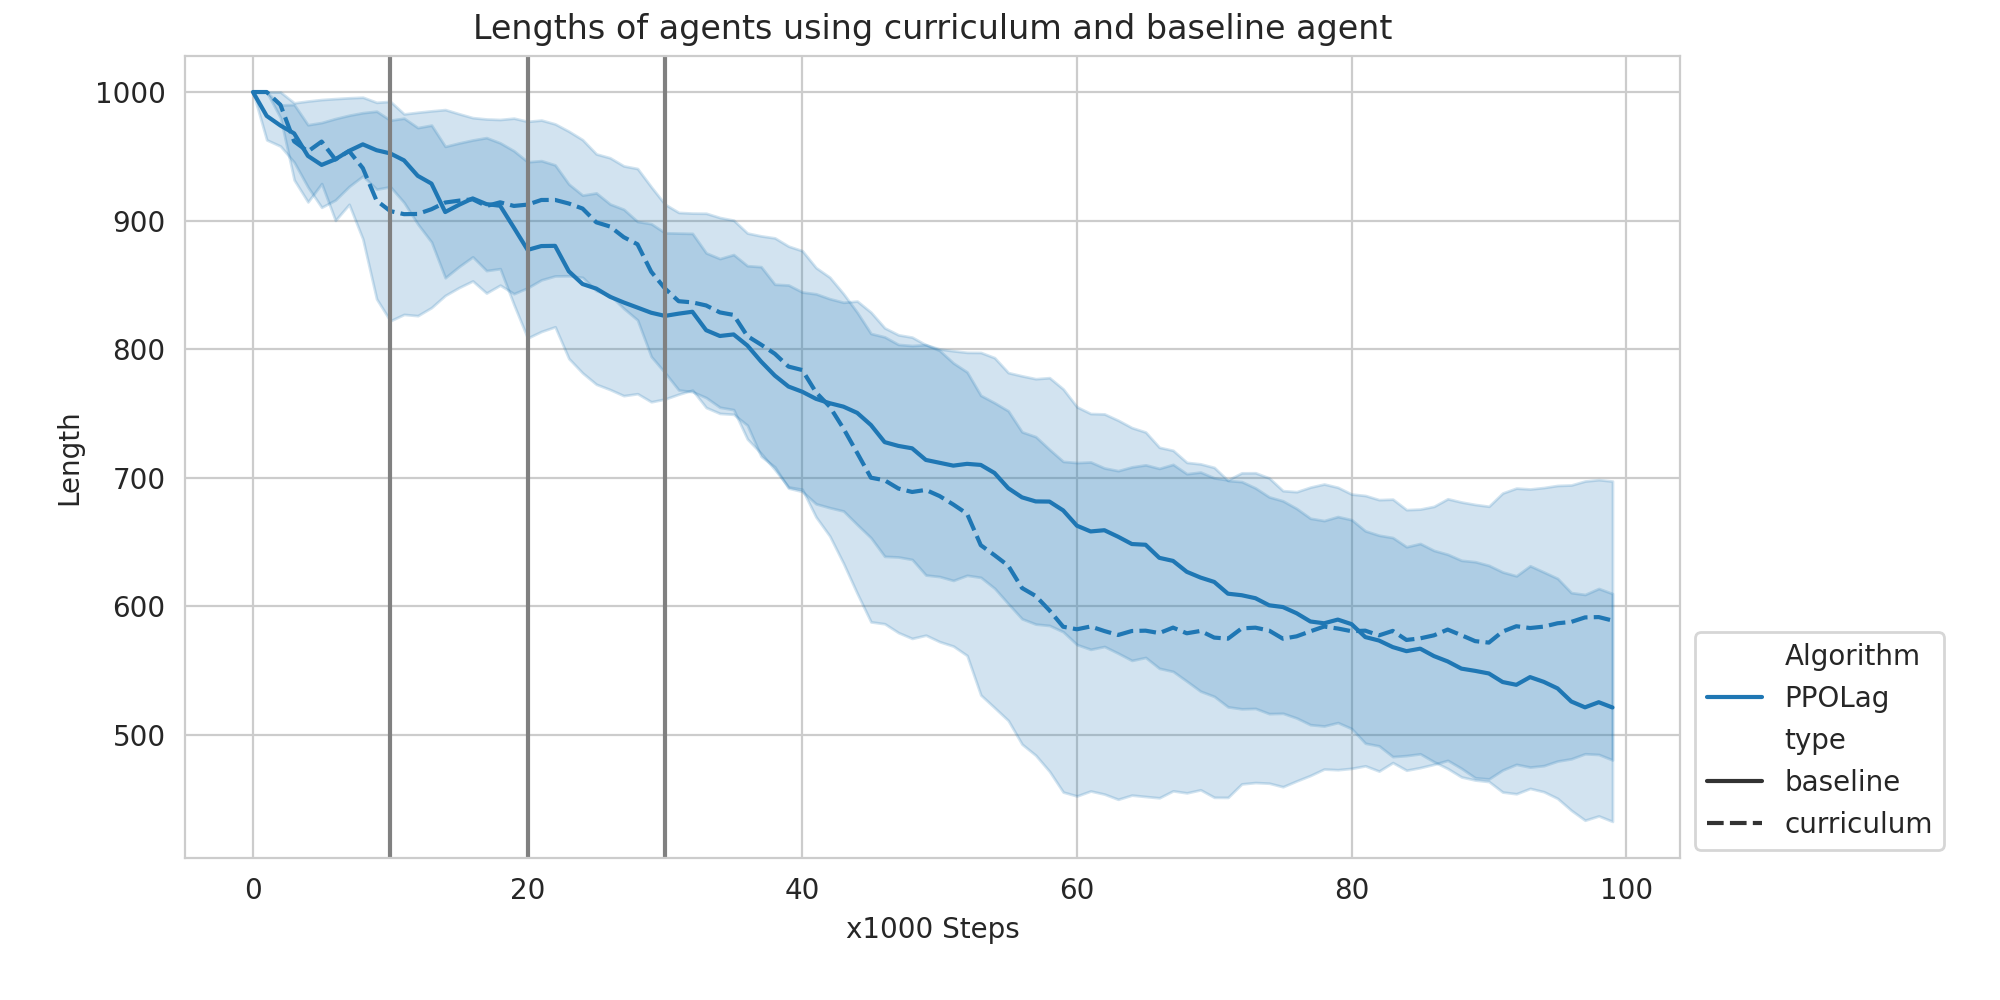 Lengths of agents using curriculum and baseline agent
1000
900
800
700
600
500
Length
0 20 40 60 80 100
x1000 Steps
Algorithm
PPOLag
type
baseline
curriculum